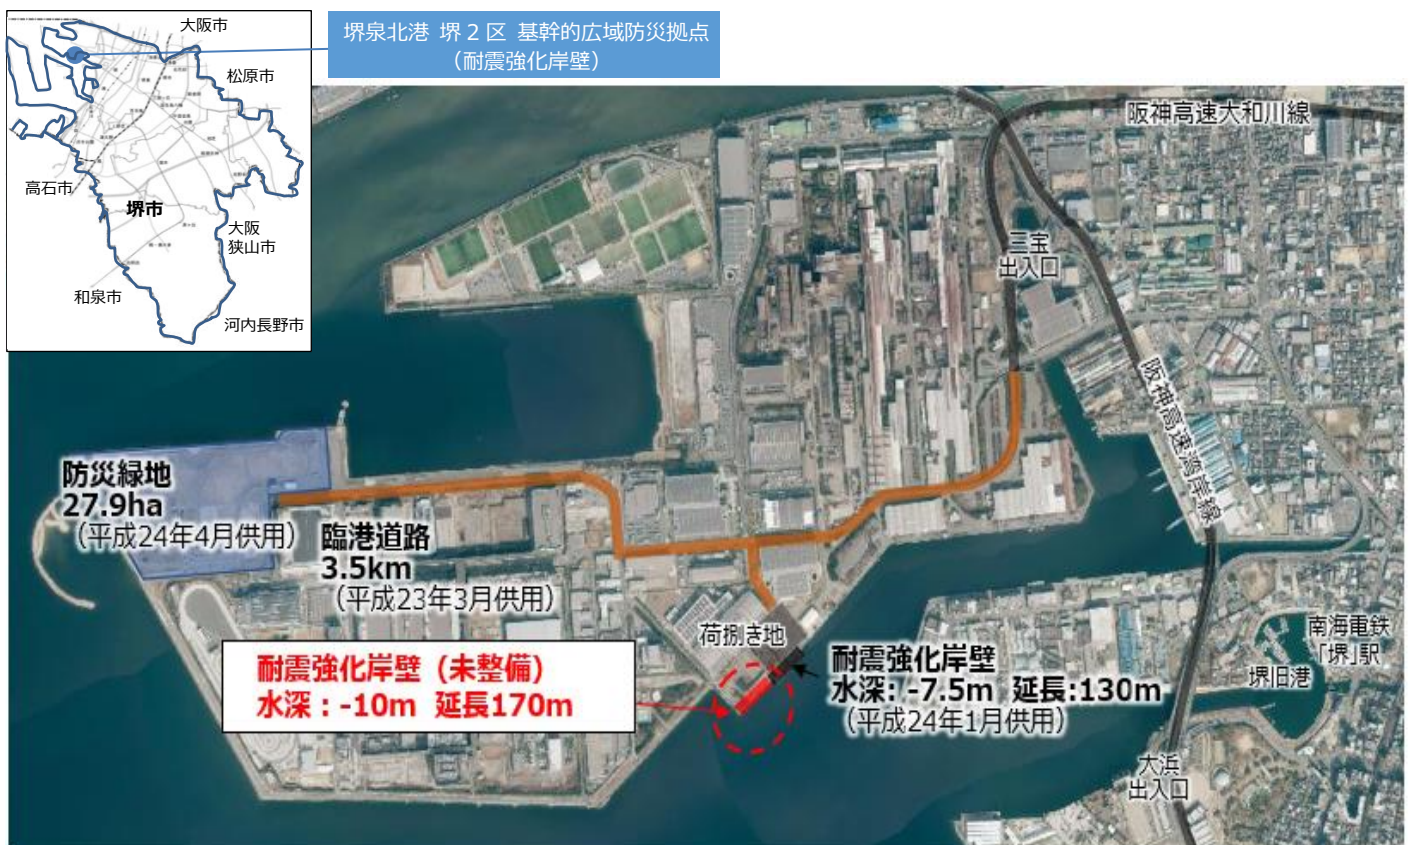 堺泉北港 堺２区 基幹的広域防災拠点
（耐震強化岸壁）
大阪市
松原市
高石市
堺市
大阪
狭山市
和泉市
河内長野市
阪神高速大和川線
三宝
出入口
阪神高速湾岸線
防災緑地
27.9ha
（平成24年4月供用）
臨港道路
3.5km
（平成23年3月供用）
荷捌き地
耐震強化岸壁（未整備）
水深：-10m 延長170m
耐震強化岸壁
水深: -7.5m 延長:130m
（平成24年1月供用）
南海電鉄
「堺」駅
堺旧港
大浜
出入口